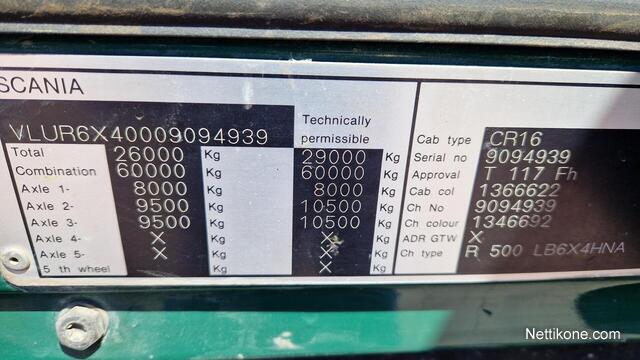 SCANIA
VLUR6X40009094939
Technically
permissible
Total 26000 Kg 29000 Kg
Combination 60000 Kg 60000 Kg
Axle 1- 8000 Kg 8000 Kg
Axle 2- 9500 Kg 10500 Kg
Axle 3- 9500 Kg 10500 Kg
Axle 4- X Kg X Kg
Axle 5- X Kg X Kg
5 th wheel Kg X Kg
Cab type CR16
Serial no 9094939
Approval T 117 Fh
Cab col 1366622
Ch No 9094939
Ch colour 1346692
ADR GTW X
Ch type R 500 LB6X4HNA
Nettikone.com